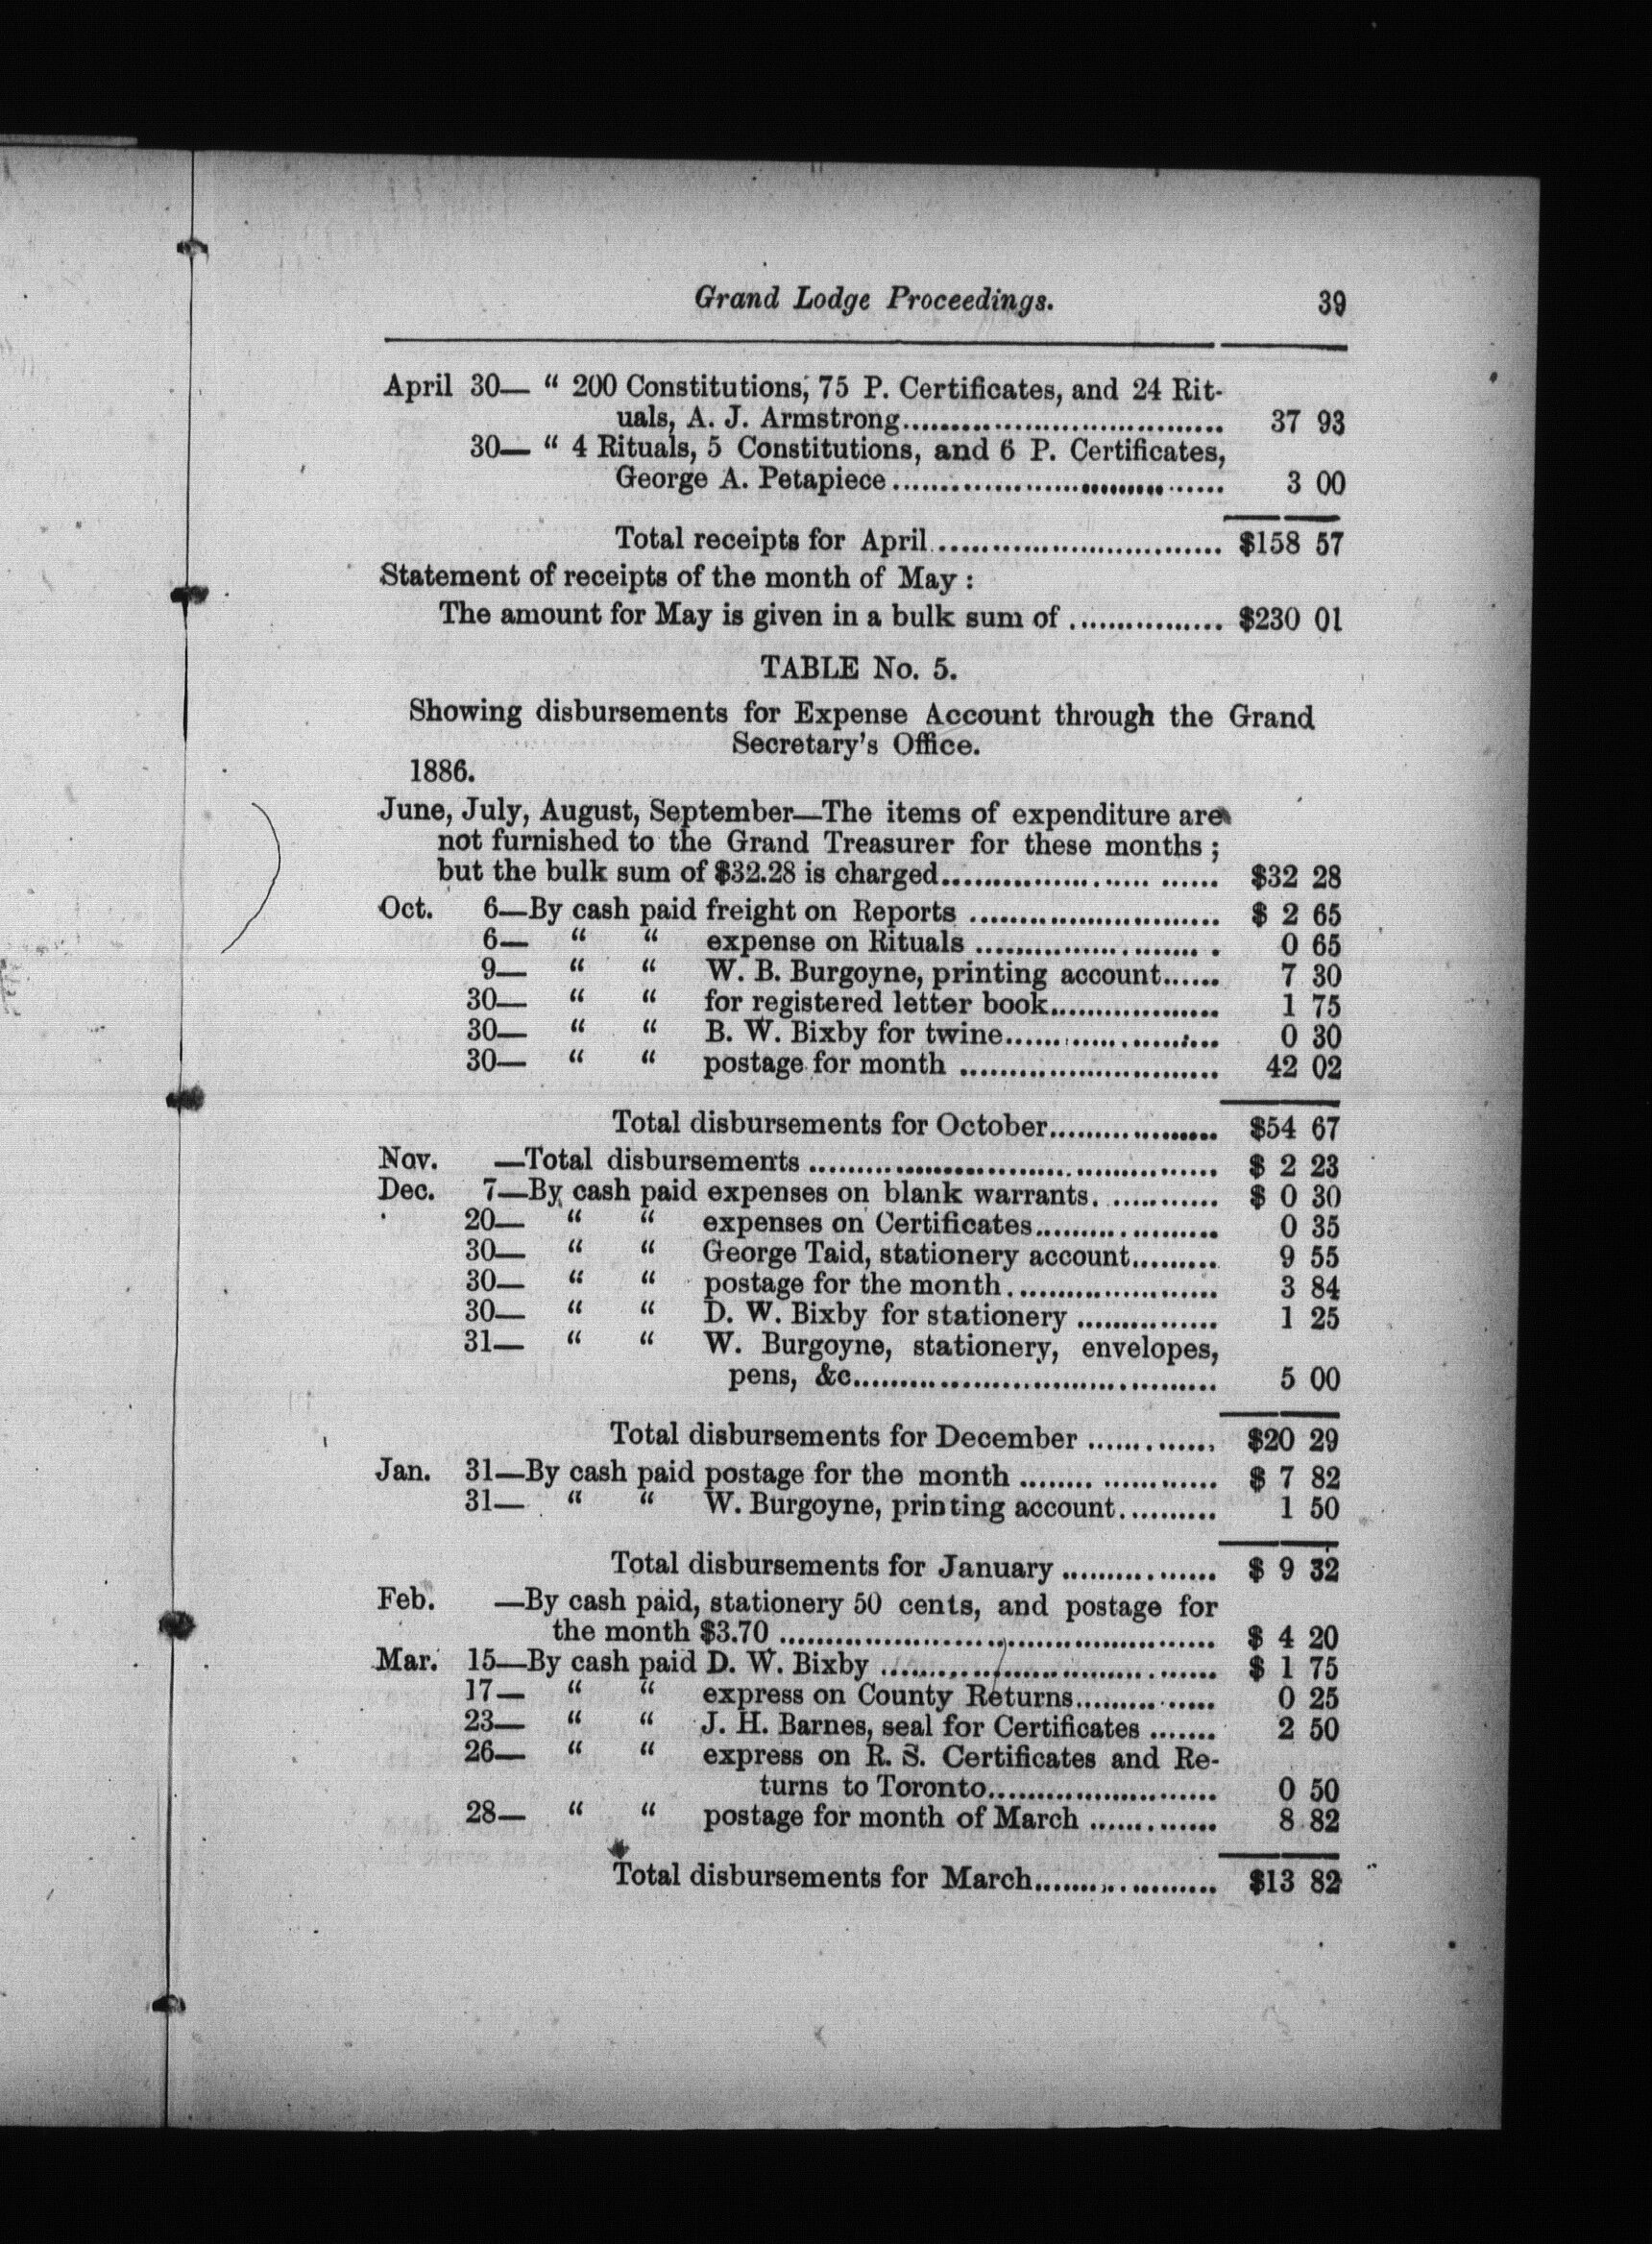 Grand Lodge Proceedings. 39
April 30— “ 200 Constitutions, 75 P. Certificates, and 24 Rit-
uals, A. J. Armstrong................................. 37 93
30— “ 4 Rituals, 5 Constitutions, and 6 P. Certificates,
George A. Petapiece.................................. 3 00
Total receipts for April.............................. $158 57
Statement of receipts of the month of May :
The amount for May is given in a bulk sum of ................ $230 01
TABLE No. 5.
Showing disbursements for Expense Account through the Grand
Secretary’s Office.
1886.
June, July, August, September—The items of expenditure are
not furnished to the Grand Treasurer for these months ;
but the bulk sum of $32.28 is charged............................ $32 28
Oct. 6—By cash paid freight on Reports .......................... $ 2 65
6— “ “ expense on Rituals ......................... 0 65
9— “ “ W. B. Burgoyne, printing account...... 7 30
30— “ “ for registered letter book.................. 1 75
30— “ “ B. W. Bixby for twine...................... 0 30
30— “ “ postage for month ........................... 42 02
Total disbursements for October.................. $54 67
Nov. —Total disbursements .......................................... $ 2 23
Dec. 7—By cash paid expenses on blank warrants............. $ 0 30
20— “ “ expenses on Certificates................... 0 35
30— “ “ George Taid, stationery account......... 9 55
30— “ “ postage for the month...................... 3 84
30— “ “ D. W. Bixby for stationery ............... 1 25
31— “ “ W. Burgoyne, stationery, envelopes,
pens, &c...................................... 5 00
Total disbursements for December ............. $20 29
Jan. 31—By cash paid postage for the month .................... $ 7 82
31— “ “ W. Burgoyne, printing account.......... 1 50
Total disbursements for January ................ $ 9 32
Feb. —By cash paid, stationery 50 cents, and postage for
the month $3.70 ............................................. $ 4 20
Mar. 15—By cash paid D. W. Bixby .................................. $ 1 75
17— “ “ express on County Returns............... 0 25
23— “ “ J. H. Barnes, seal for Certificates ....... 2 50
26— “ “ express on R. S. Certificates and Re-
turns to Toronto........................ 0 50
28— “ “ postage for month of March ............. 8 82
Total disbursements for March................... $13 82